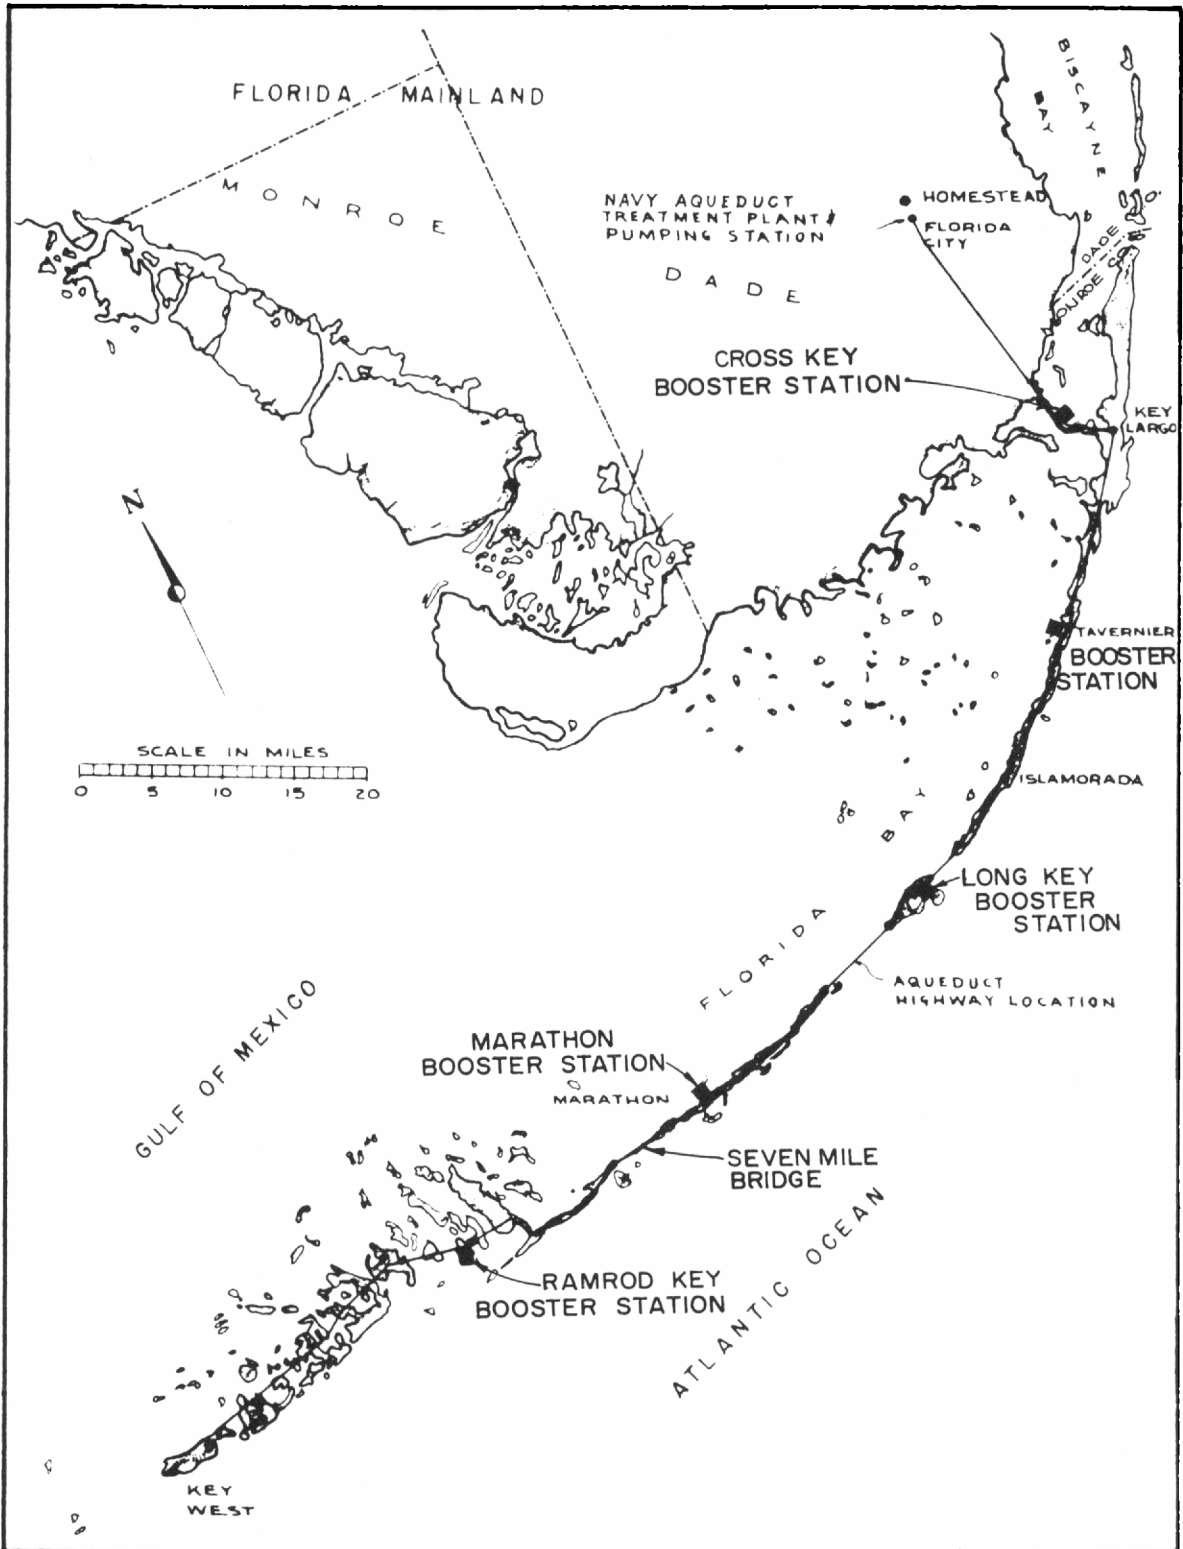 FLORIDA MAINLAND
MONROE
BISCAYNE
BAY
NAVY AQUEDUCT
TREATMENT PLANT &
PUMPING STATION
HOMESTEAD
FLORIDA
CITY
DADE
DADE
MONROE CO.
CROSS KEY
BOOSTER STATION
KEY
LARGO
N
TAVERNIER
BOOSTER
STATION
SCALE IN MILES
0 5 10 15 20
ISLAMORADA
LONG KEY
BOOSTER
STATION
FLORIDA BAY
AQUEDUCT
HIGHWAY LOCATION
GULF OF MEXICO
MARATHON
BOOSTER STATION
MARATHON
SEVEN MILE
BRIDGE
RAMROD KEY
BOOSTER STATION
ATLANTIC OCEAN
KEY
WEST